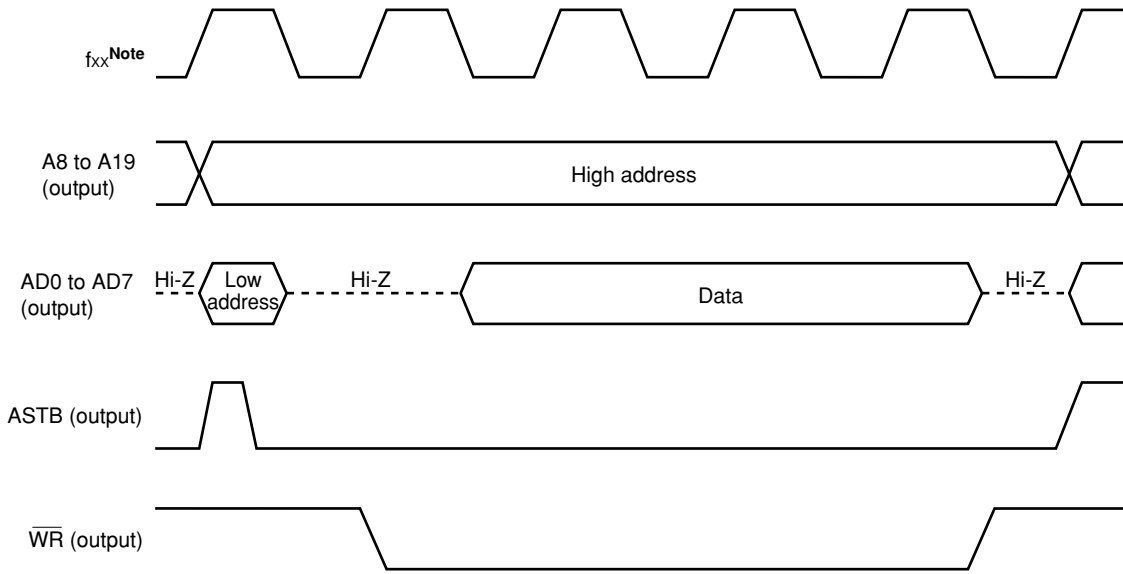 fxxNote
A8 to A19
(output)
High address
AD0 to AD7
(output)
Hi-Z
Low
address
Hi-Z
Data
Hi-Z
ASTB (output)
WR (output)